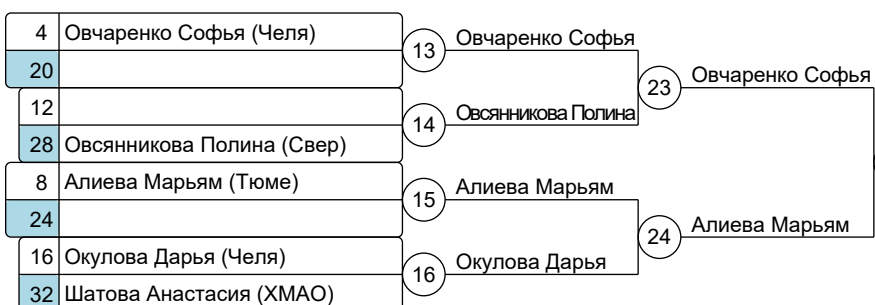 4 Овчаренко Софья (Челя)
13 Овчаренко Софья
20
23 Овчаренко Софья
12
14 Овсянникова Полина
28 Овсянникова Полина (Свер)
8 Алиева Марьям (Тюме)
15 Алиева Марьям
24
24 Алиева Марьям
16 Окулова Дарья (Челя)
16 Окулова Дарья
32 Шатова Анастасия (ХМАО)